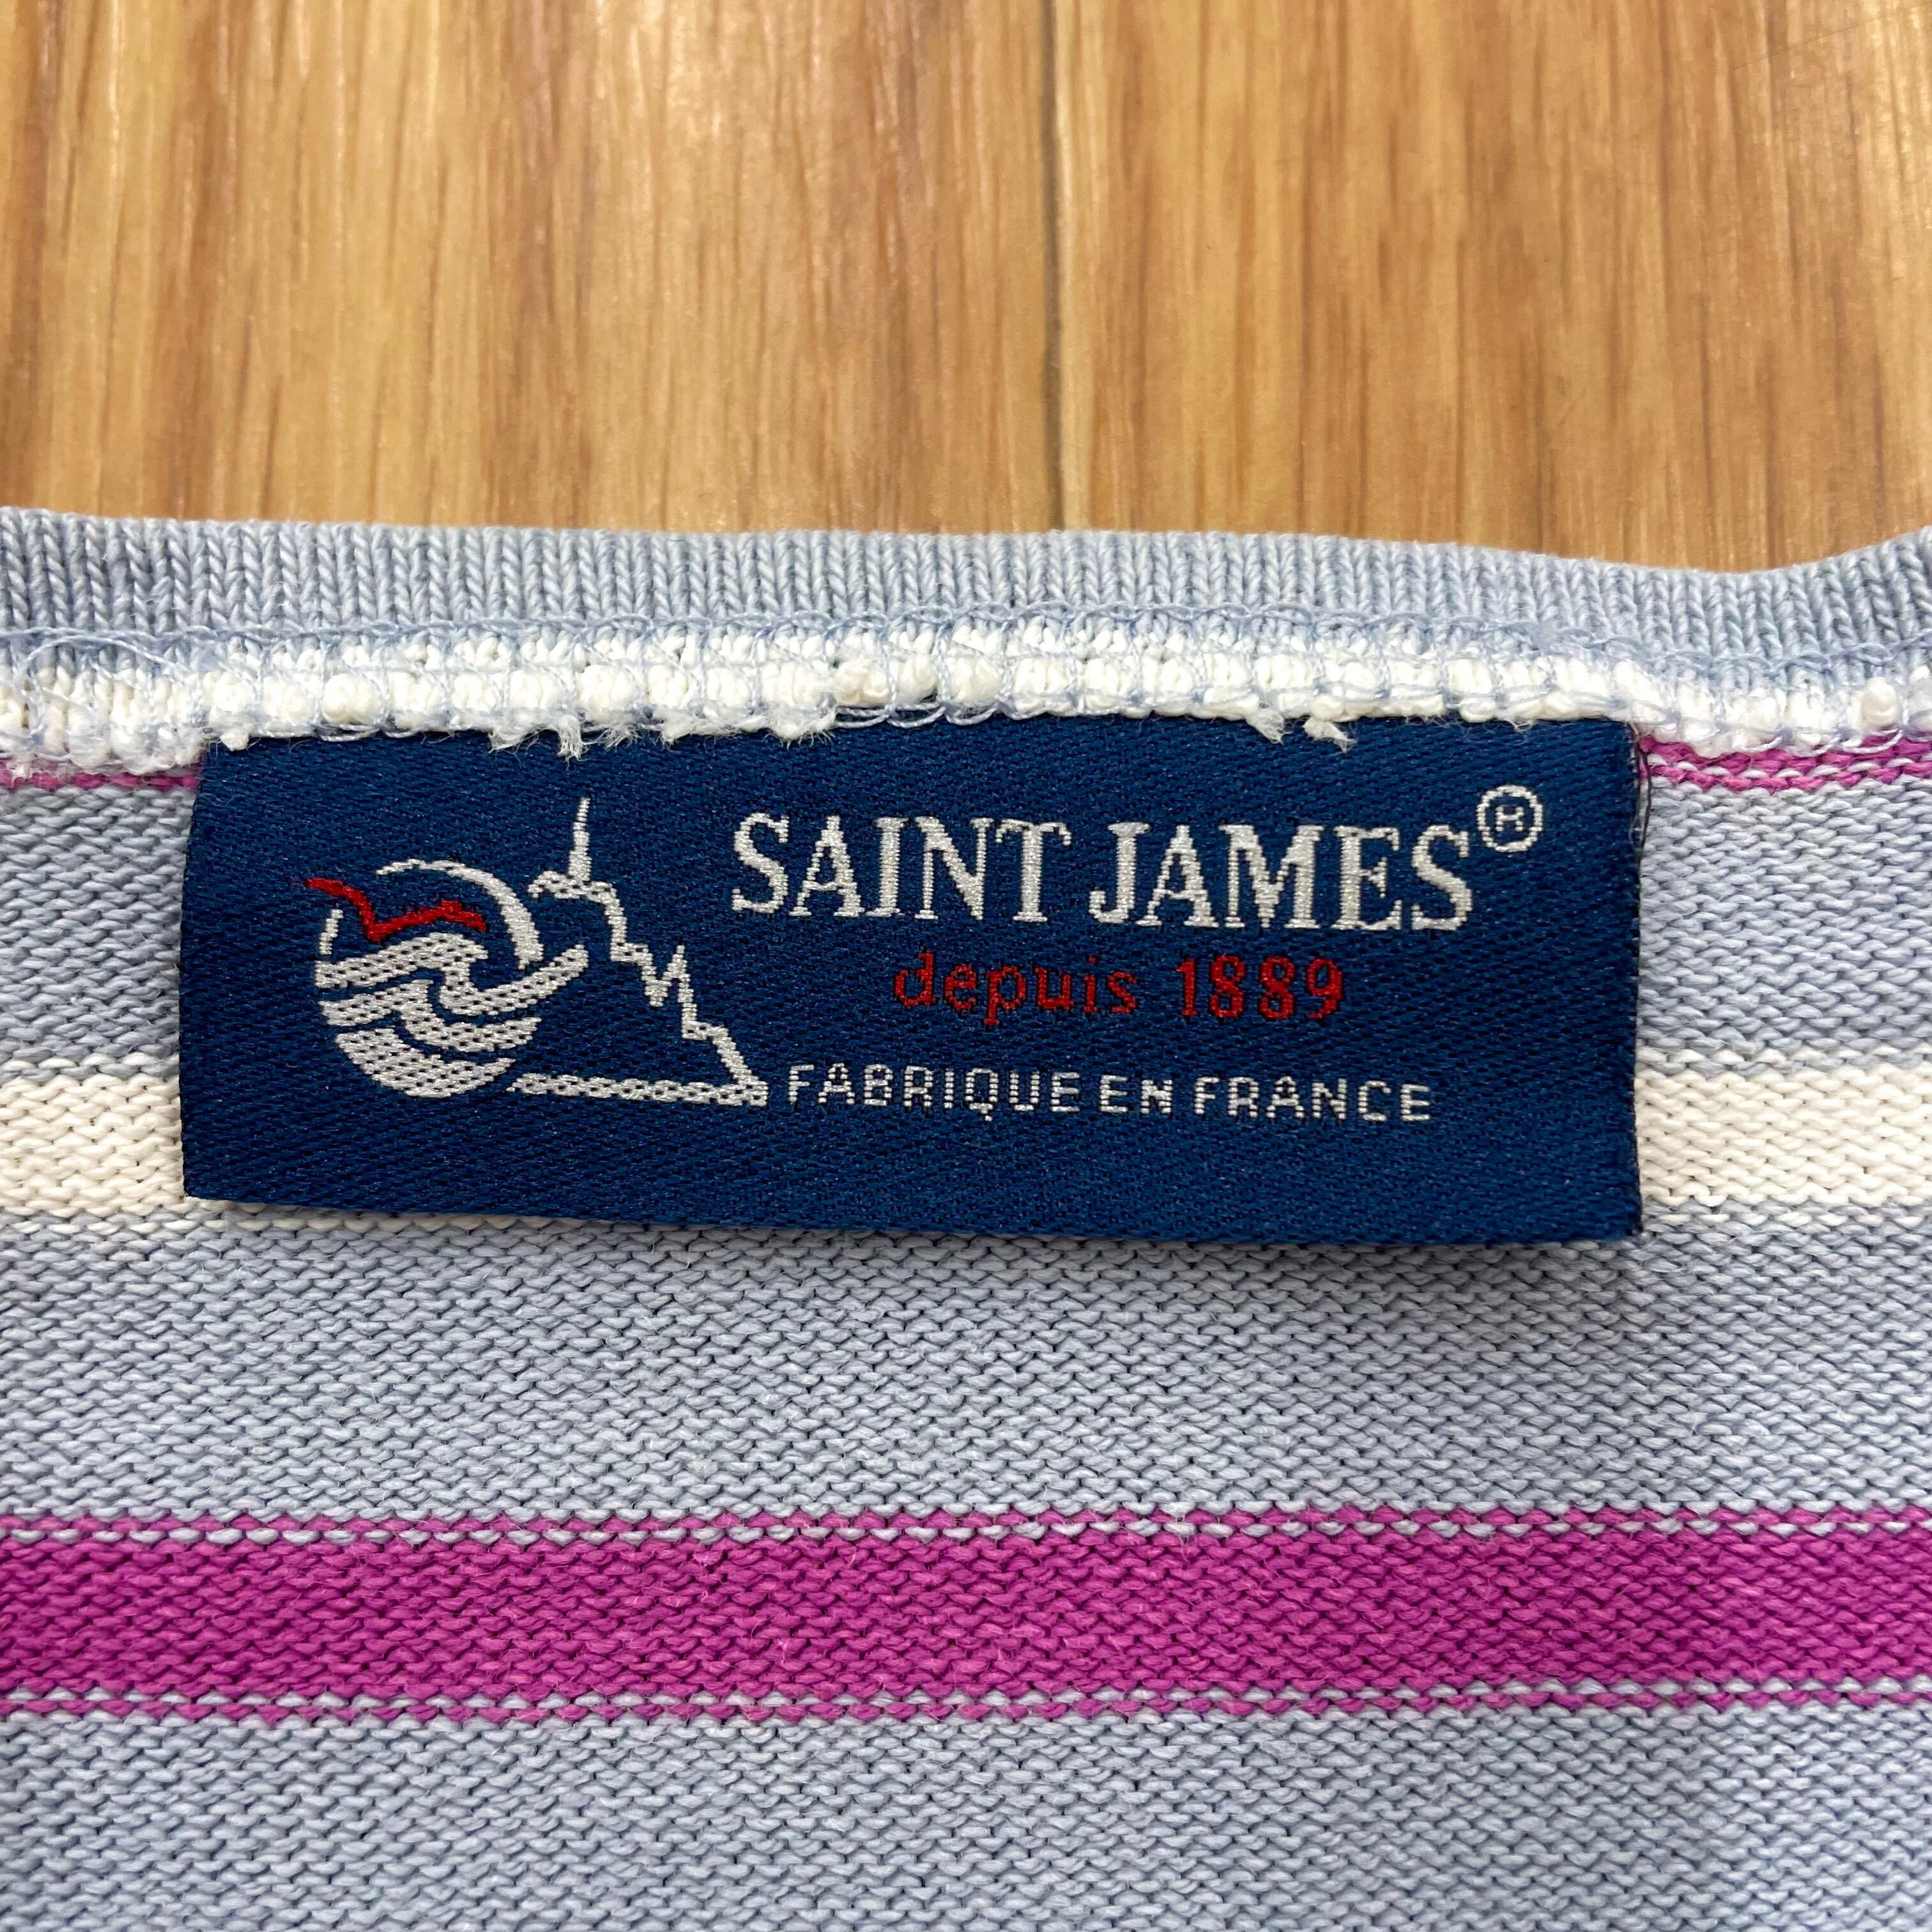 SAINT JAMES®
depuis 1889
FABRIQUE EN FRANCE